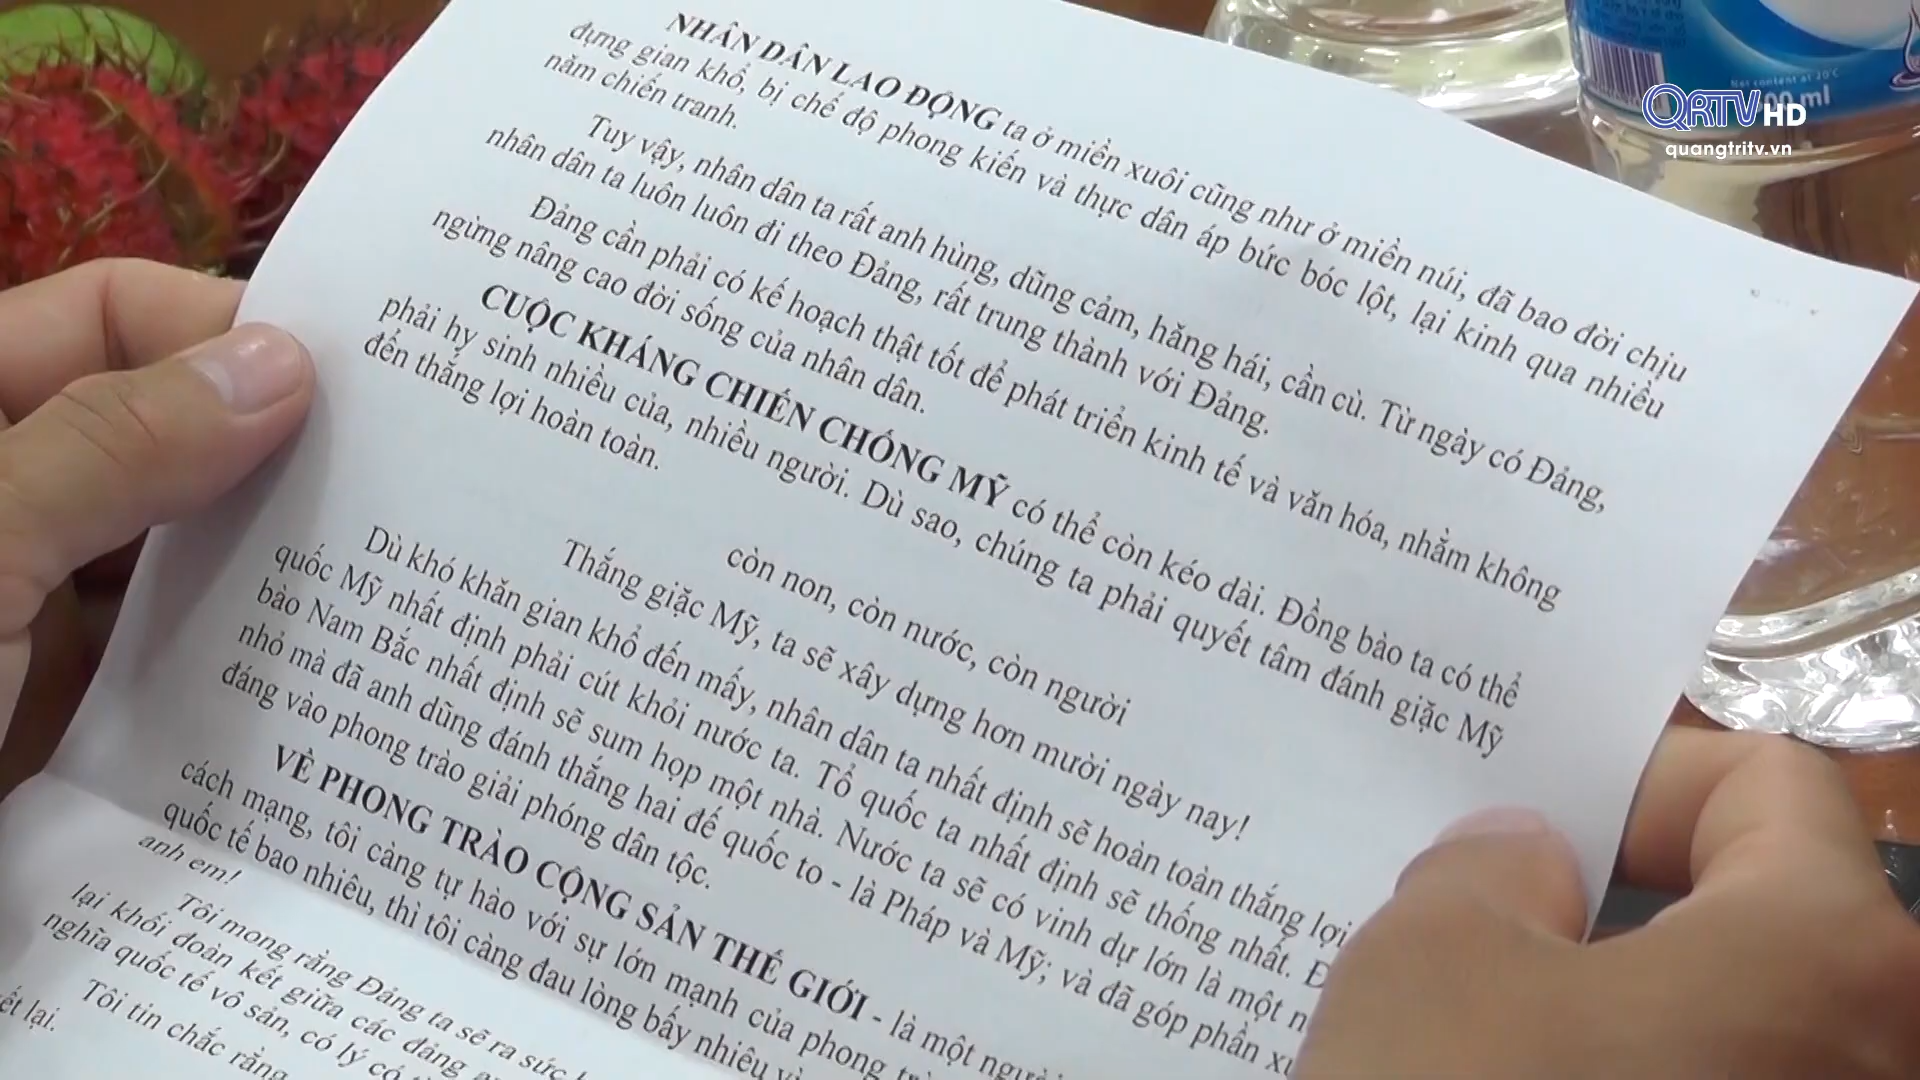 NHÂN DÂN LAO ĐỘNG ta ở miền xuôi cũng như ở miền núi, đã bao đời chịu
đựng gian khổ, bị chế độ phong kiến và thực dân áp bức bóc lột, lại kinh qua nhiều
năm chiến tranh.
Tuy vậy, nhân dân ta rất anh hùng, dũng cảm, hăng hái, cần cù. Từ ngày có Đảng,
nhân dân ta luôn luôn đi theo Đảng, rất trung thành với Đảng.
Đảng cần phải có kế hoạch thật tốt để phát triển kinh tế và văn hóa, nhằm không
ngừng nâng cao đời sống của nhân dân.
CUỘC KHÁNG CHIẾN CHỐNG MỸ có thể còn kéo dài. Đồng bào ta có thể
phải hy sinh nhiều của, nhiều người. Dù sao, chúng ta phải quyết tâm đánh giặc Mỹ
đến thắng lợi hoàn toàn.
còn non, còn nước, còn người
Thắng giặc Mỹ, ta sẽ xây dựng hơn mười ngày nay!
Dù khó khăn gian khổ đến mấy, nhân dân ta nhất định sẽ hoàn toàn thắng lợi
quốc Mỹ nhất định phải cút khỏi nước ta. Tổ quốc ta nhất định sẽ thống nhất. Đ
bào Nam Bắc nhất định sẽ sum họp một nhà. Nước ta sẽ có vinh dự lớn là một n
nhỏ mà đã anh dũng đánh thắng hai đế quốc to - là Pháp và Mỹ; và đã góp phần x
đáng vào phong trào giải phóng dân tộc.
VỀ PHONG TRÀO CỘNG SẢN THẾ GIỚI - là một người
cách mạng, tôi càng tự hào với sự lớn mạnh của phong
quốc tế bao nhiêu, thì tôi càng đau lòng bấy nhiêu
anh em!
Tôi mong rằng Đảng ta sẽ ra sức
lại khối đoàn kết giữa các đảng
nghĩa quốc tế vô sản, có lý có
Tôi tin chắc rằng
ết lại.
QRTV HD
quangtritv.vn
Net content at 20°C
00 ml